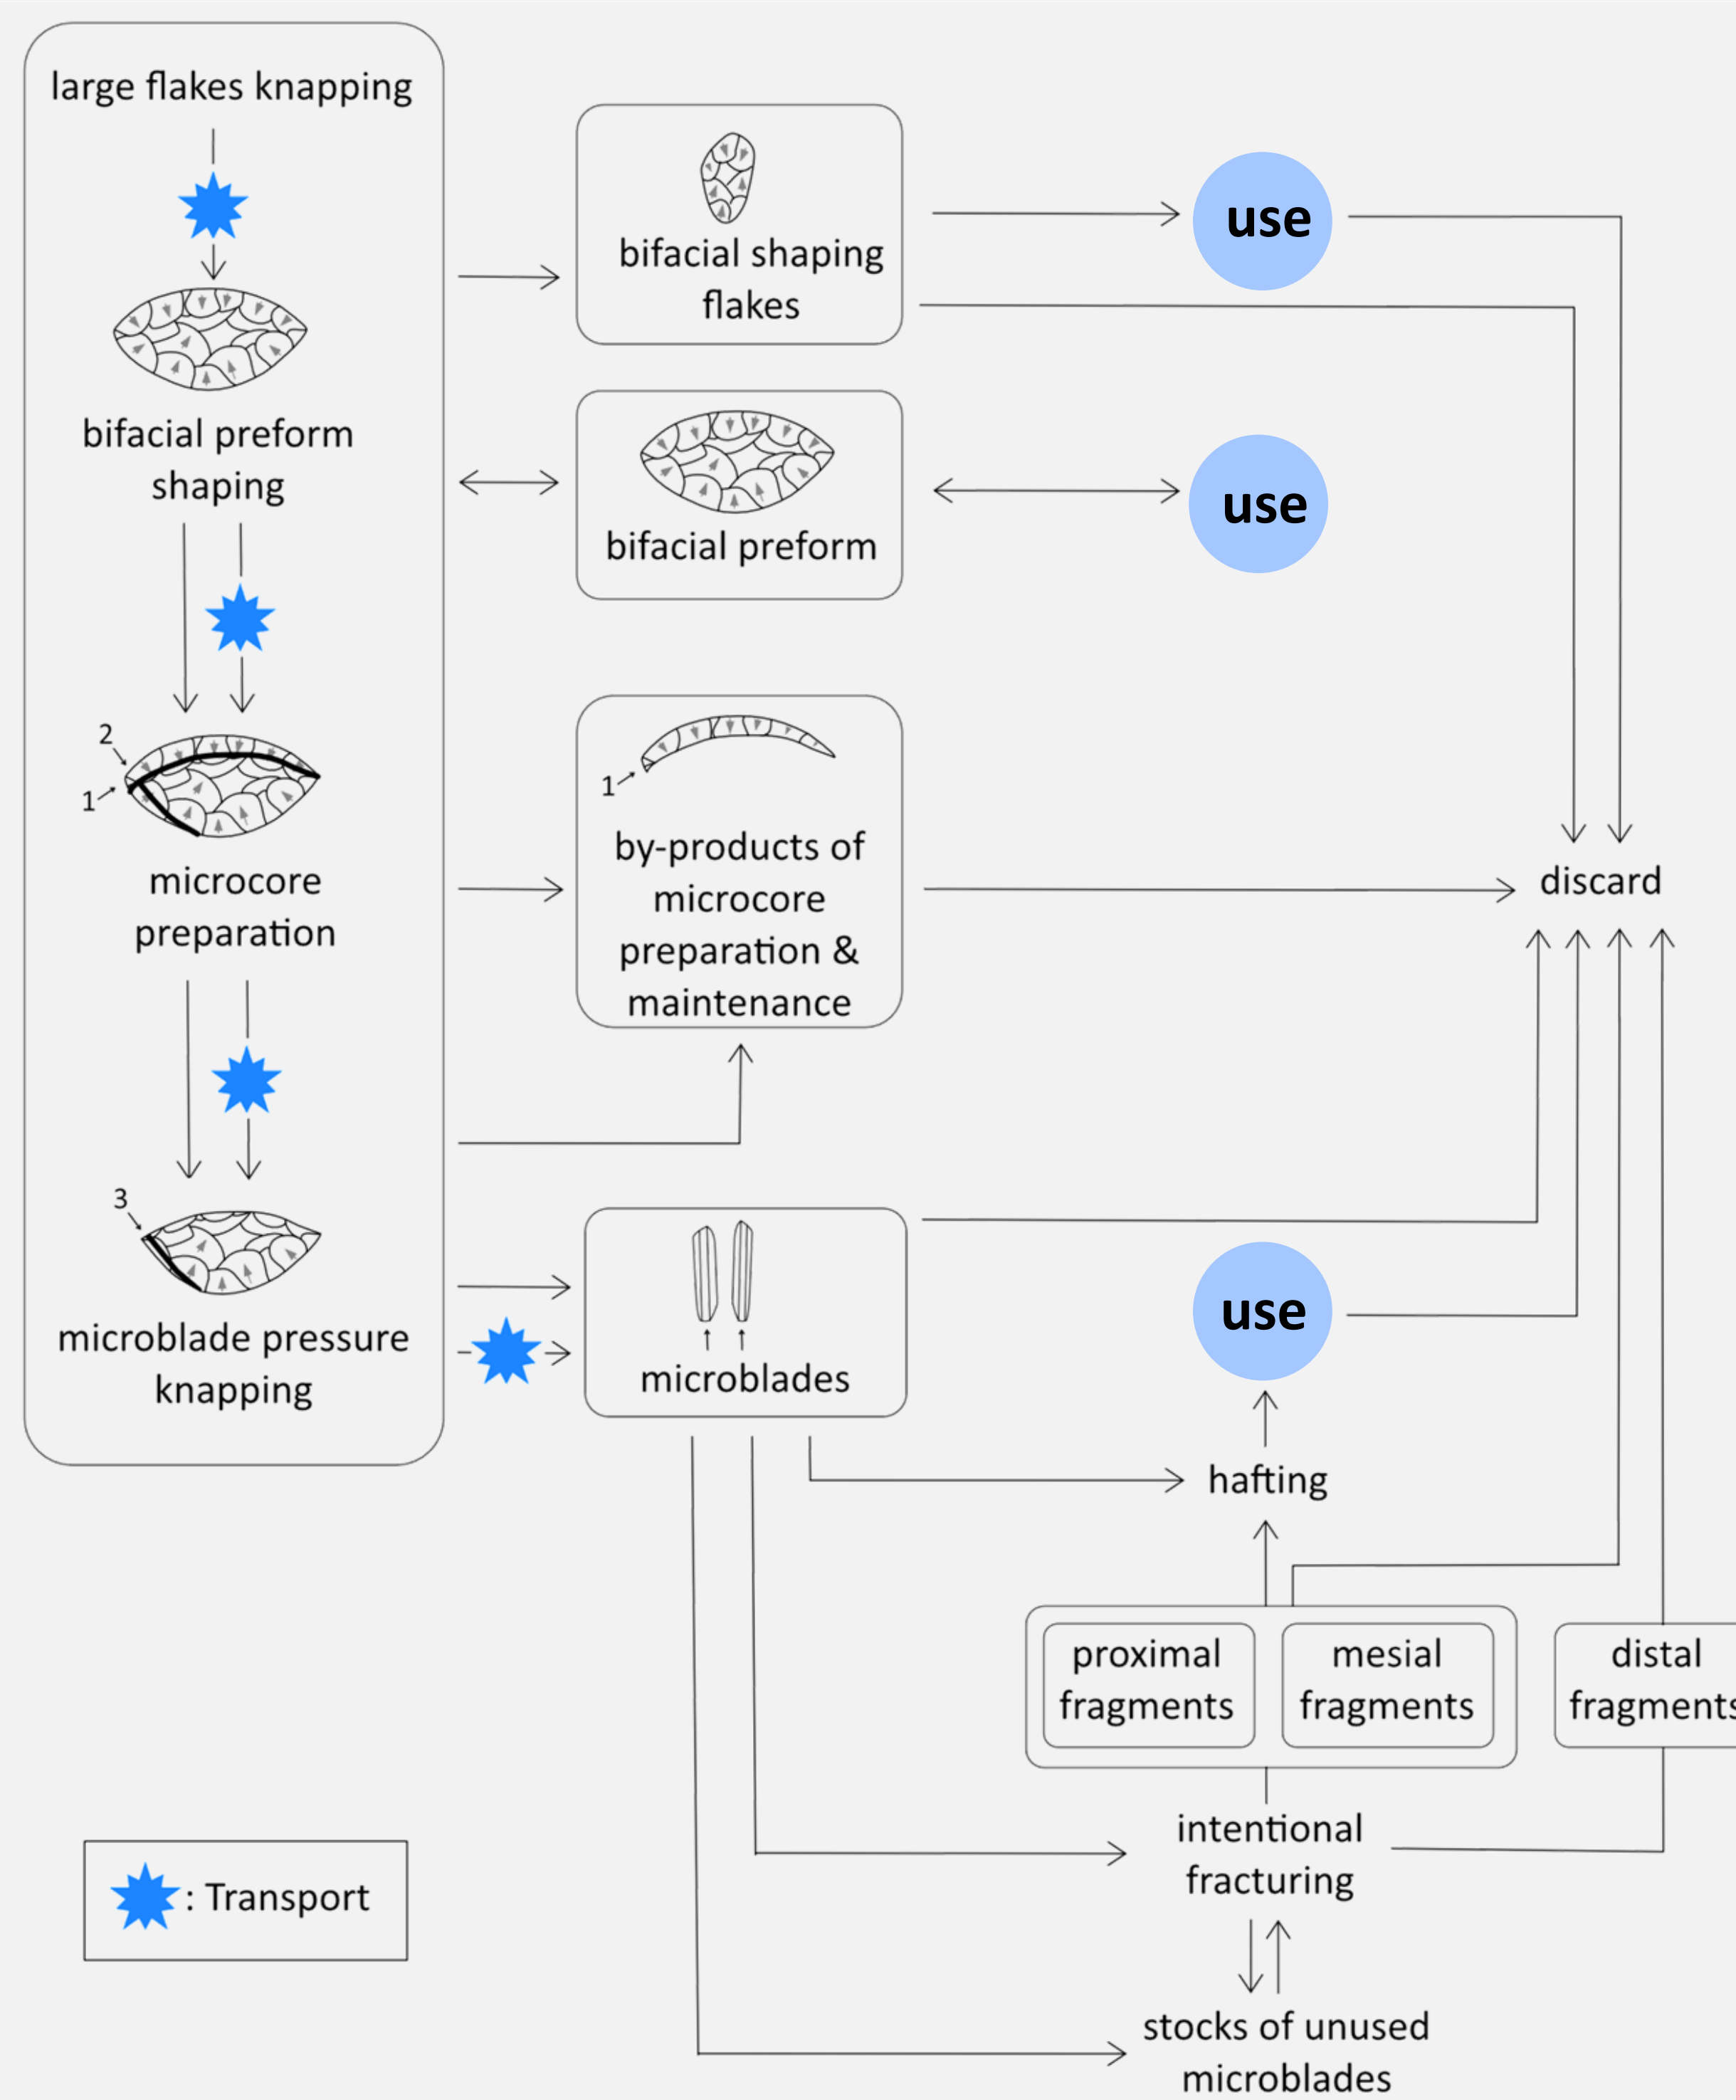 large flakes knapping
bifacial preform
shaping
2
1
microcore
preparation
3
microblade pressure
knapping
bifacial shaping
flakes
use
bifacial preform
use
1
by-products of
microcore
preparation &
maintenance
discard
microblades
use
hafting
proximal
fragments
mesial
fragments
distal
fragments
intentional
fracturing
stocks of unused
microblades
: Transport